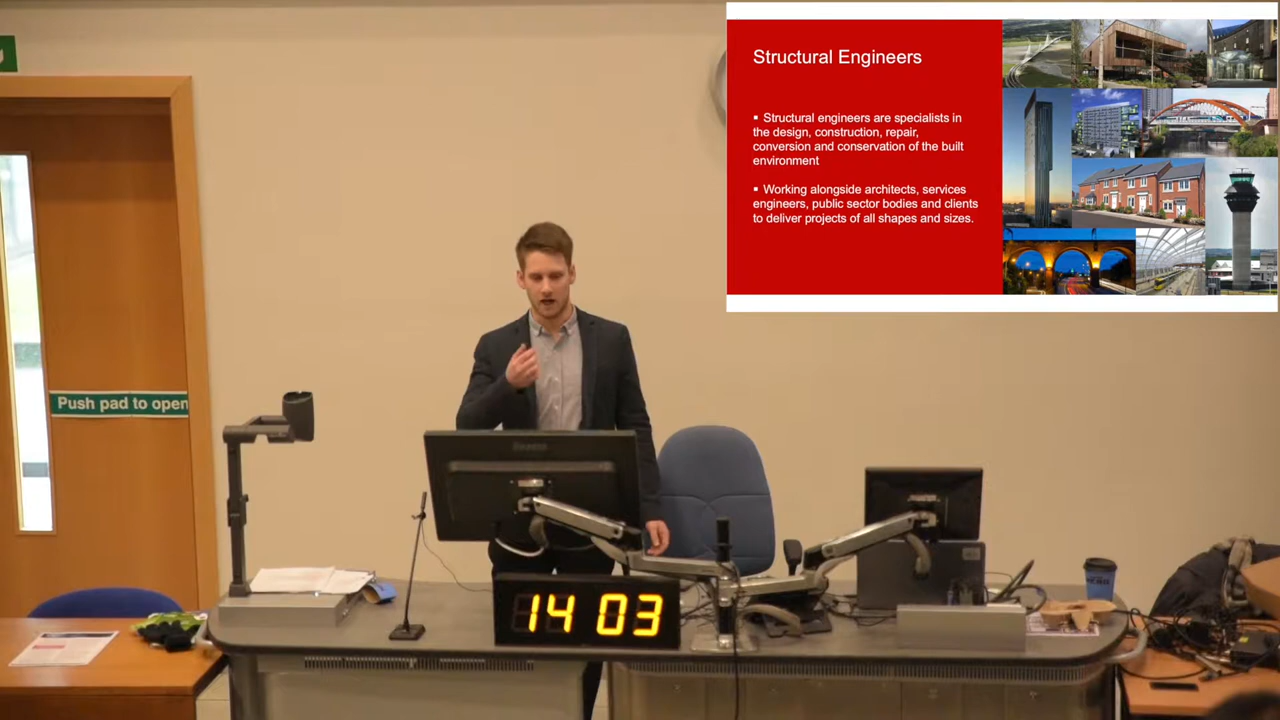 Structural Engineers
▪ Structural engineers are specialists in
the design, construction, repair,
conversion and conservation of the built
environment
▪ Working alongside architects, services
engineers, public sector bodies and clients
to deliver projects of all shapes and sizes.
Push pad to open
14 03